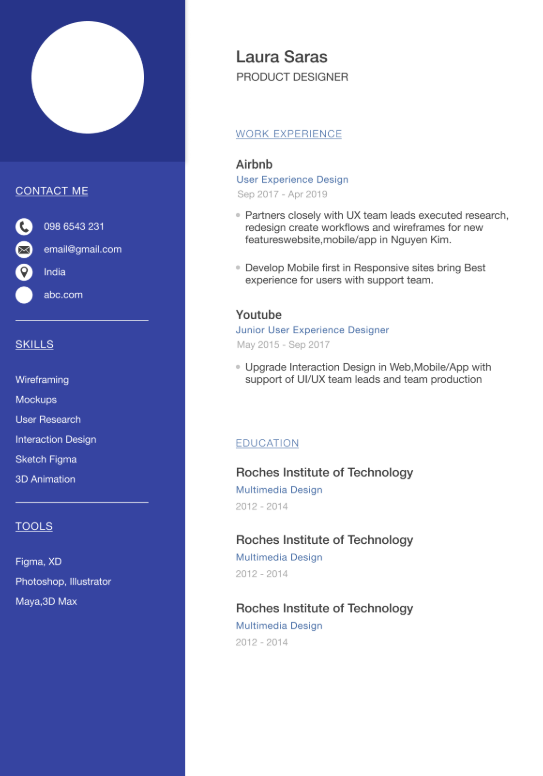 CONTACT ME
098 6543 231
email@gmail.com
India
abc.com
SKILLS
Wireframing
Mockups
User Research
Interaction Design
Sketch Figma
3D Animation
TOOLS
Figma, XD
Photoshop, Illustrator
Maya,3D Max
Laura Saras
PRODUCT DESIGNER
WORK EXPERIENCE
Airbnb
User Experience Design
Sep 2017 - Apr 2019
Partners closely with UX team leads executed research,
redesign create workflows and wireframes for new
featureswebsite,mobile/app in Nguyen Kim.
Develop Mobile first in Responsive sites bring Best
experience for users with support team.
Youtube
Junior User Experience Designer
May 2015 - Sep 2017
Upgrade Interaction Design in Web,Mobile/App with
support of UI/UX team leads and team production
EDUCATION
Roches Institute of Technology
Multimedia Design
2012 - 2014
Roches Institute of Technology
Multimedia Design
2012 - 2014
Roches Institute of Technology
Multimedia Design
2012 - 2014